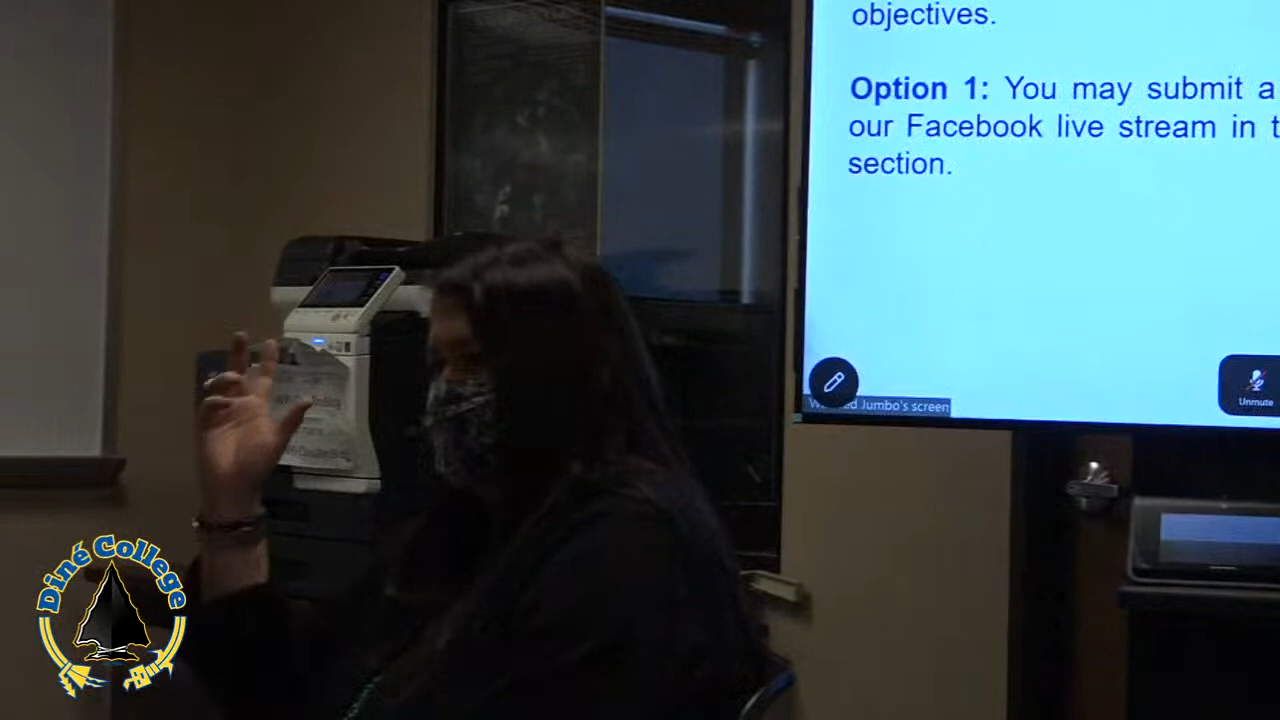 objectives.
Option 1: You may submit a
our Facebook live stream in t
section.
Jumbo's screen
Unmute
Diné College